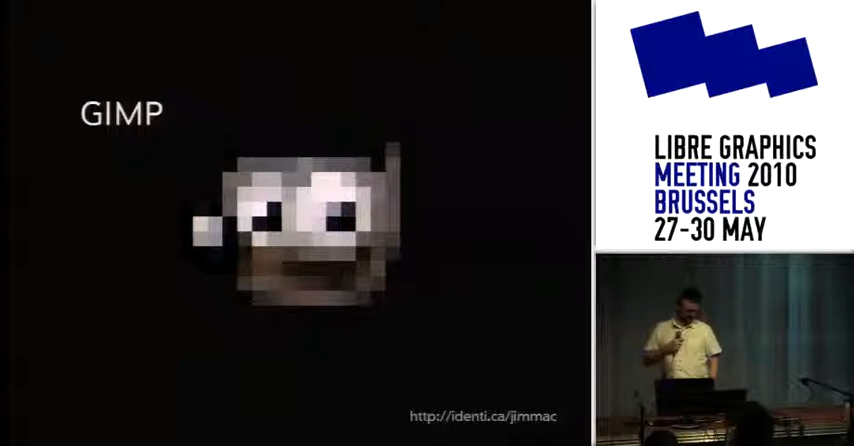 GIMP
http://identi.ca/jimmac
LIBRE GRAPHICS
MEETING 2010
BRUSSELS
27-30 MAY